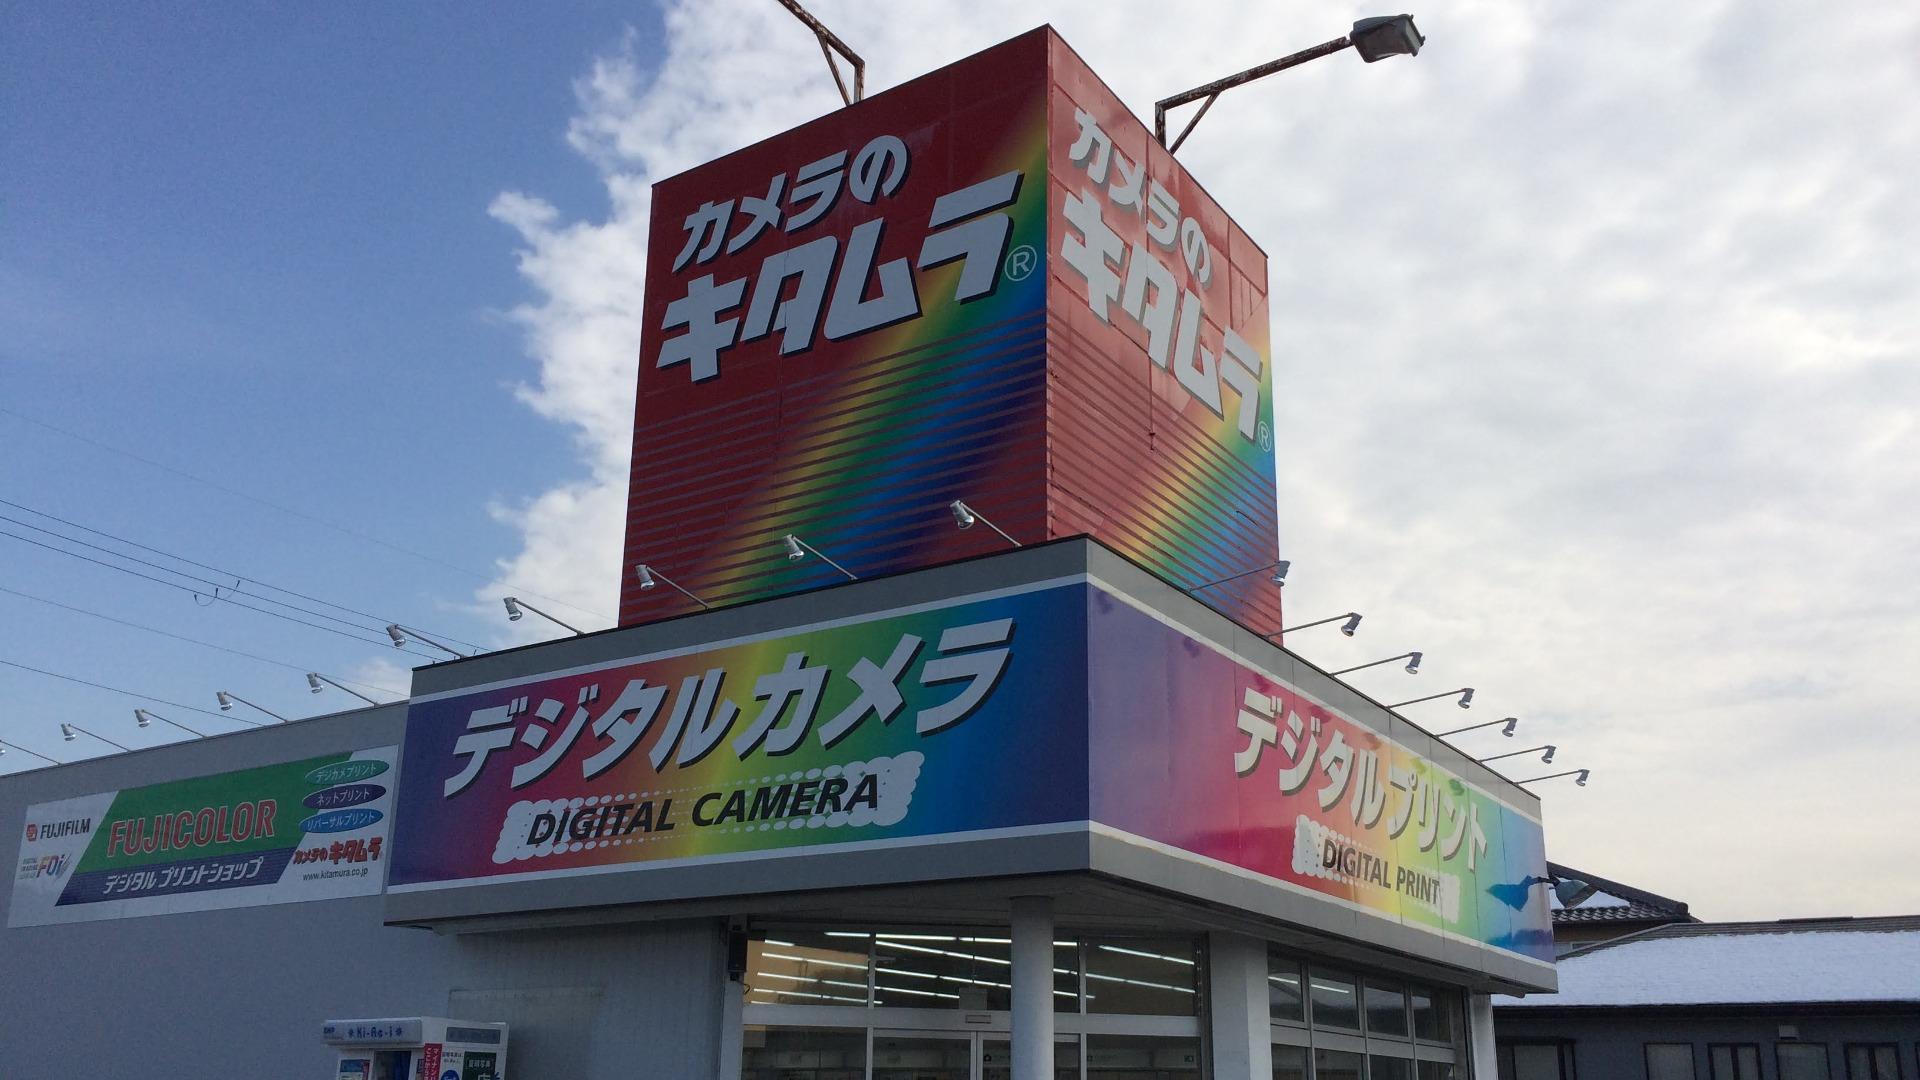 カメラの
キタムラ®
カメラの
キタムラ®
デジタルカメラ
DIGITAL CAMERA
デジタルプリント
DIGITAL PRINT
FUJIFILM
FUJICOLOR
デジタルプリントショップ
FDi
デジカメプリント
ネットプリント
リバーサルプリント
カメラのキタムラ
www.kitamura.co.jp
Ki-Re-i